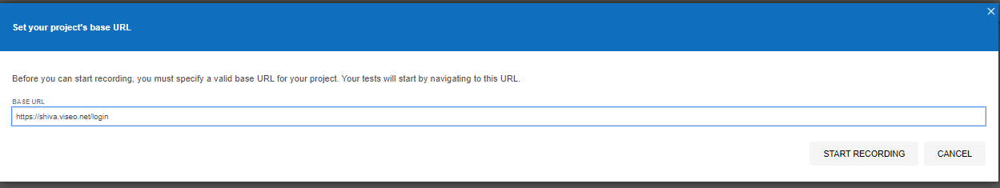 Set your project's base URL
Before you can start recording, you must specify a valid base URL for your project. Your tests will start by navigating to this URL.
BASE URL
https://shiva.viseo.net/login
START RECORDING CANCEL